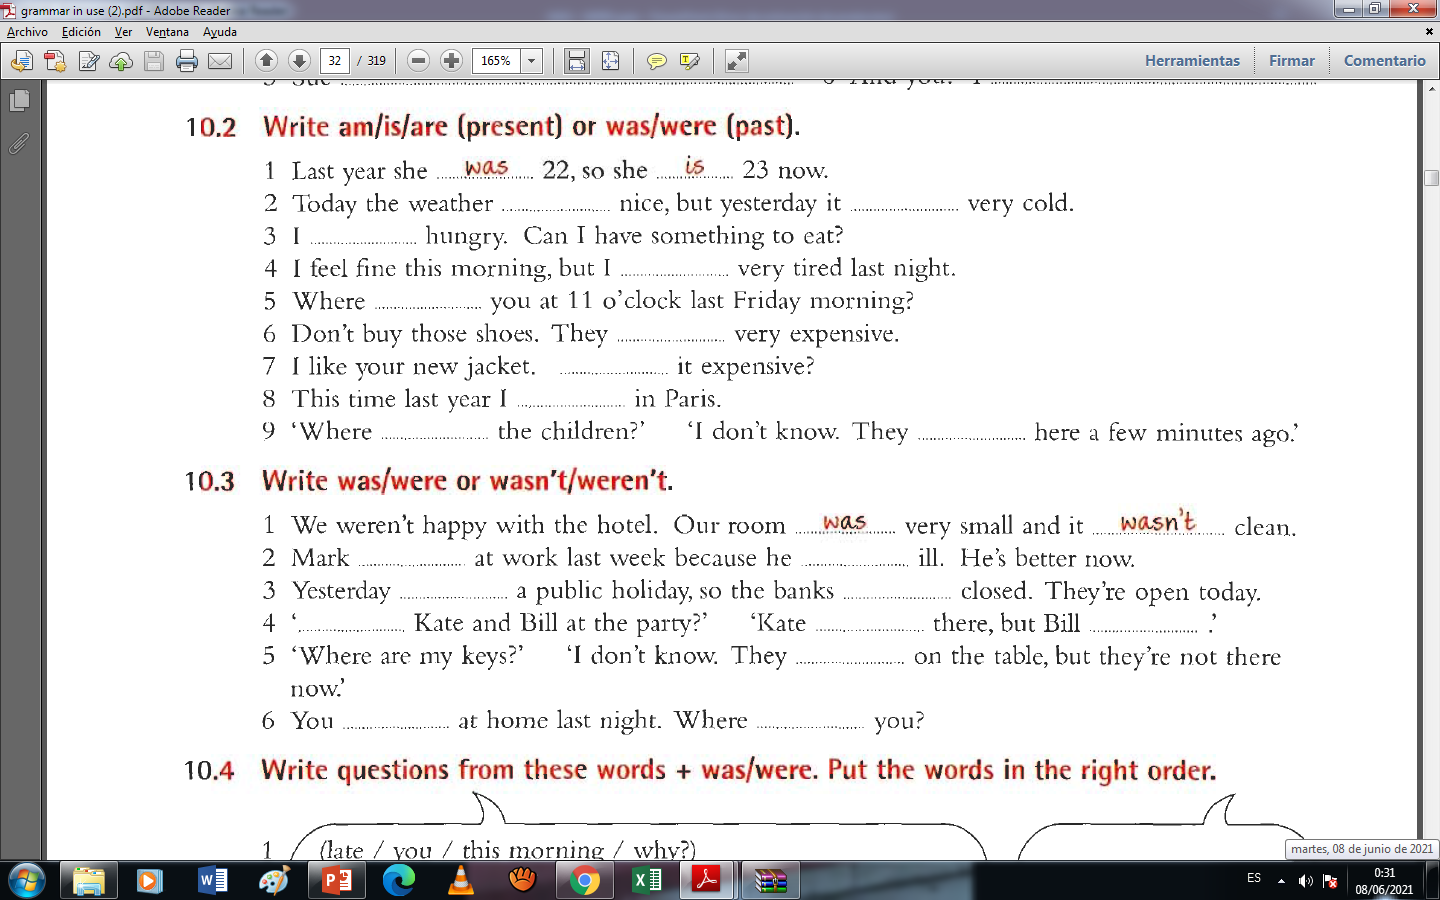 grammar in use (2).pdf - Adobe Reader
Archivo Edición Ver Ventana Ayuda
32 / 319 165% Herramientas Firmar Comentario
10.2 Write am/is/are (present) or was/were (past).
1 Last year she was 22, so she is 23 now.
2 Today the weather ........................ nice, but yesterday it ........................ very cold.
3 I ........................ hungry. Can I have something to eat?
4 I feel fine this morning, but I ........................ very tired last night.
5 Where ........................ you at 11 o'clock last Friday morning?
6 Don't buy those shoes. They ........................ very expensive.
7 I like your new jacket. ........................ it expensive?
8 This time last year I ........................ in Paris.
9 ‘Where ........................ the children?’ ‘I don't know. They ........................ here a few minutes ago.’
10.3 Write was/were or wasn't/weren't.
1 We weren't happy with the hotel. Our room was very small and it wasn't clean.
2 Mark ........................ at work last week because he ........................ ill. He's better now.
3 Yesterday ........................ a public holiday, so the banks ........................ closed. They're open today.
4 ‘........................ Kate and Bill at the party?’ ‘Kate ........................ there, but Bill ........................ .’
5 ‘Where are my keys?’ ‘I don't know. They ........................ on the table, but they're not there
now.’
6 You ........................ at home last night. Where ........................ you?
10.4 Write questions from these words + was/were. Put the words in the right order.
1 (late / you / this morning / why?)
martes, 08 de junio de 2021
ES 0:31
08/06/2021